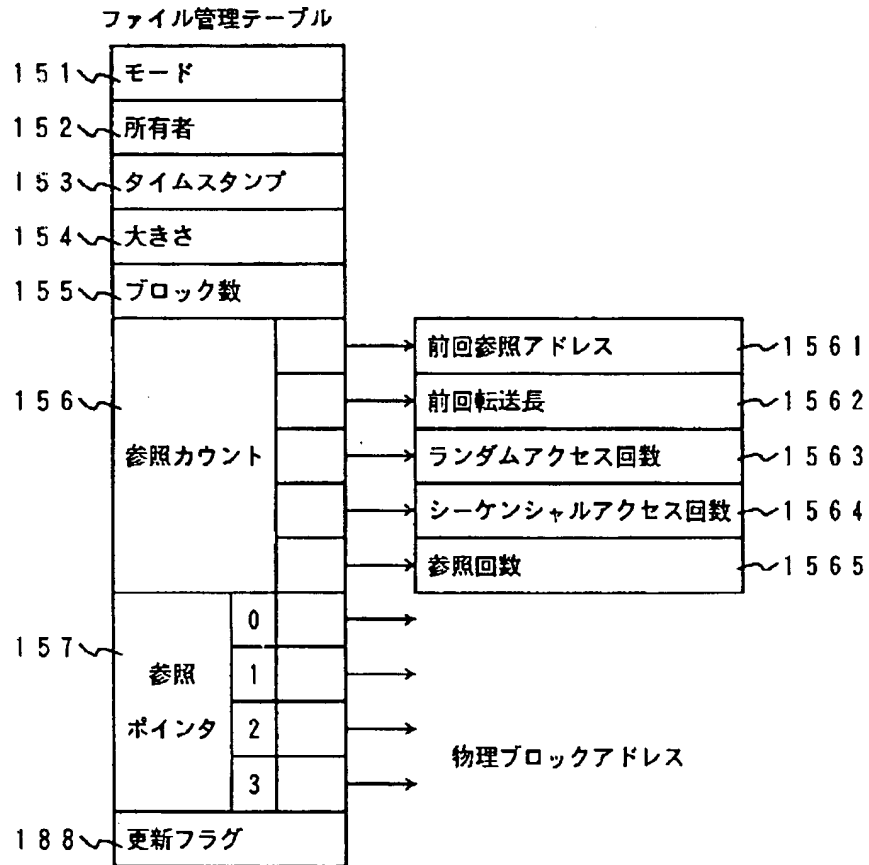 ファイル管理テーブル
151 モード
152 所有者
153 タイムスタンプ
154 大きさ
155 ブロック数
前回参照アドレス 1561
156 前回転送長 1562
参照カウント ランダムアクセス回数 1563
シーケンシャルアクセス回数 1564
参照回数 1565
0
157 参照 1
ポインタ 2
物理ブロックアドレス
3
188 更新フラグ